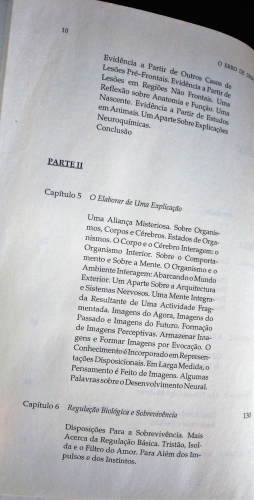 10
O ERRO DE
Evidência a Partir de Outros Casos de
Lesões Pré-Frontais. Evidência a Partir de
Lesões em Regiões Não Frontais. Uma
Reflexão sobre Anatomia e Função. Uma
Nascente. Evidência a Partir de Estudos
em Animais. Um Aparte Sobre Explicações
Neuroquímicas.
Conclusão
PARTE II
Capítulo 5 O Elaborar de Uma Explicação
Uma Aliança Misteriosa. Sobre Organis-
mos, Corpos e Cérebros. Estados de Orga-
nismos. O Corpo e o Cérebro Interagem: o
Organismo Interior. Sobre o Comporta-
mento e Sobre a Mente. O Organismo e o
Ambiente Interagem: Abarcando o Mundo
Exterior. Um Aparte Sobre a Arquitectura
e Sistemas Nervosos. Uma Mente Integra-
da Resultante de Uma Actividade Frag-
mentada. Imagens do Agora, Imagens do
Passado e Imagens do Futuro. Formação
de Imagens Perceptivas. Armazenar Ima-
gens e Formar Imagens por Evocação. O
Conhecimento é Incorporado em Represen-
tações Disposicionais. Em Larga Medida, o
Pensamento é Feito de Imagens. Algumas
Palavras sobre o Desenvolvimento Neural.
Capítulo 6 Regulação Biológica e Sobrevivência 130
Disposições Para a Sobrevivência. Mais
Acerca da Regulação Básica. Tristão, Isol-
da e o Filtro do Amor. Para Além dos Im-
pulsos e dos Instintos.